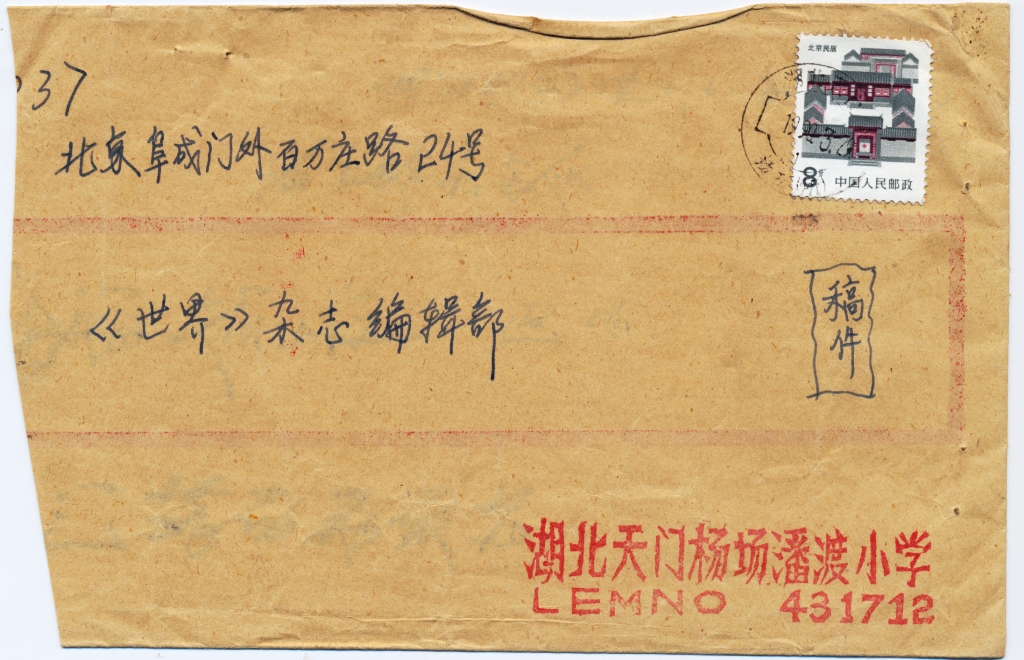 37
北京阜成门外百万庄路24号
《世界》杂志编辑部
稿件
北京民居
8
中国人民邮政
湖北天门杨场潘渡小学
LEMNO 431712